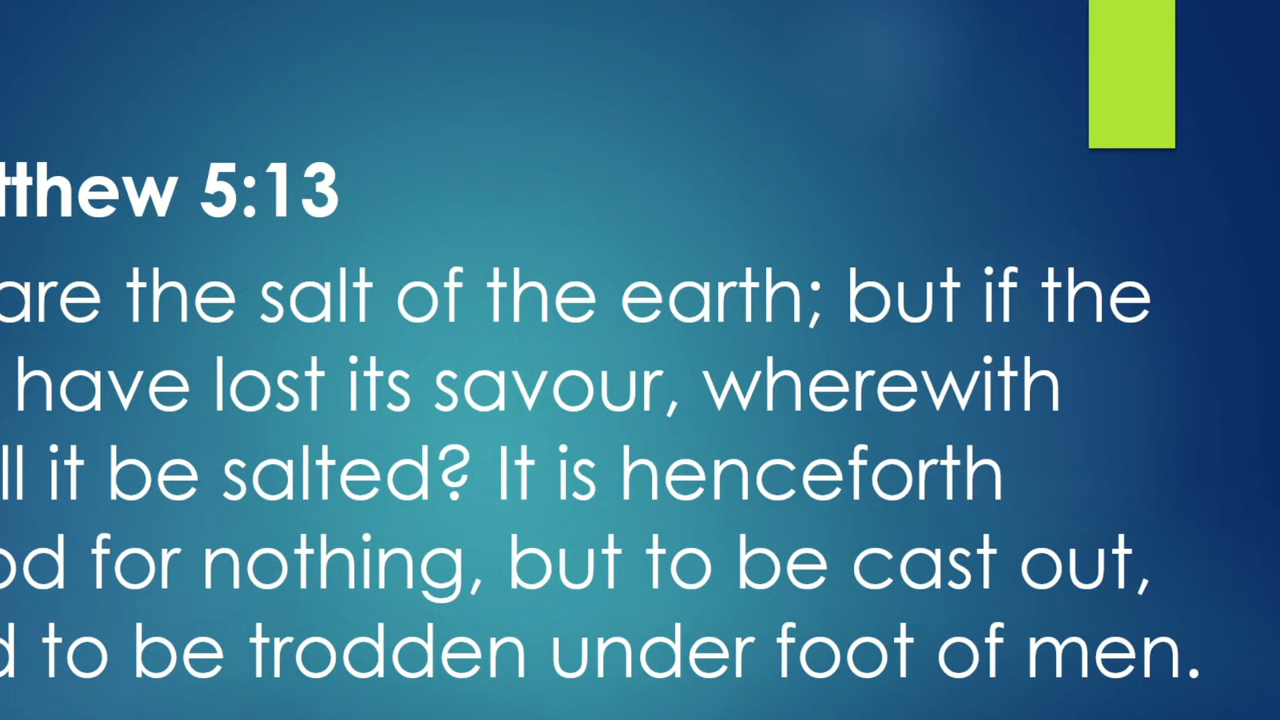 tthew 5:13
are the salt of the earth; but if the
have lost its savour, wherewith
ll it be salted? It is henceforth
od for nothing, but to be cast out,
d to be trodden under foot of men.